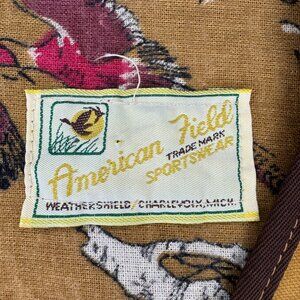 American Field
TRADE MARK
SPORTSWEAR
WEATHERSHIELD/CHARLEVOIX, MICH.